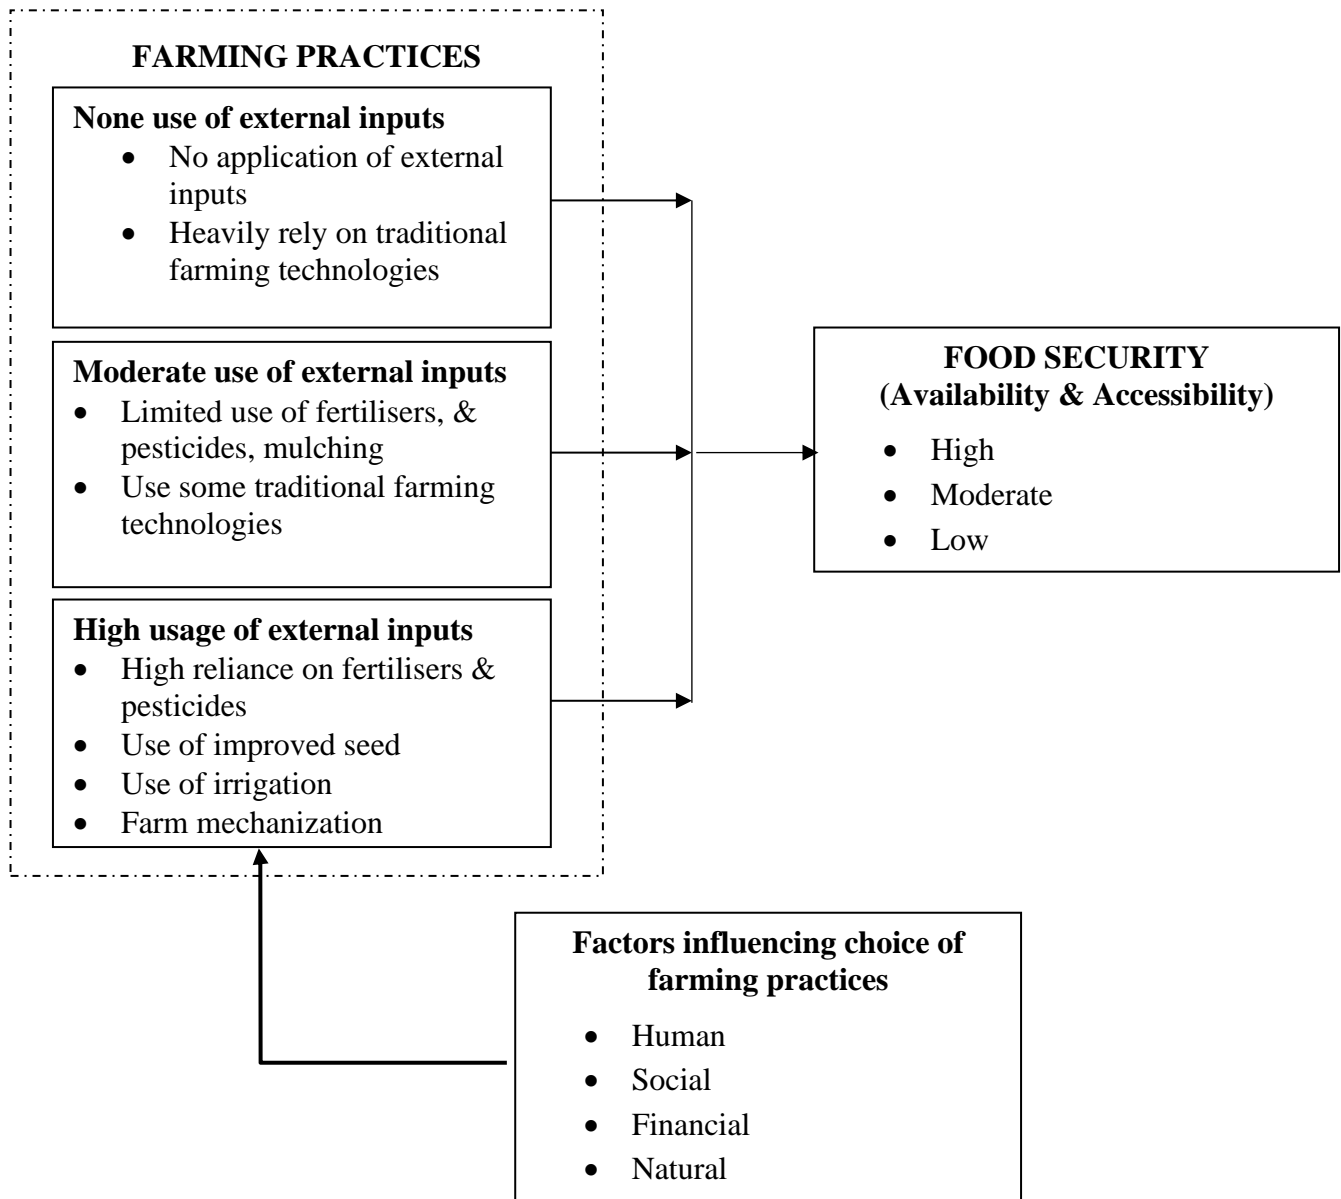 FARMING PRACTICES
None use of external inputs
• No application of external
inputs
• Heavily rely on traditional
farming technologies
Moderate use of external inputs
• Limited use of fertilisers, &
pesticides, mulching
• Use some traditional farming
technologies
High usage of external inputs
• High reliance on fertilisers &
pesticides
• Use of improved seed
• Use of irrigation
• Farm mechanization
FOOD SECURITY
(Availability & Accessibility)
• High
• Moderate
• Low
Factors influencing choice of
farming practices
• Human
• Social
• Financial
• Natural